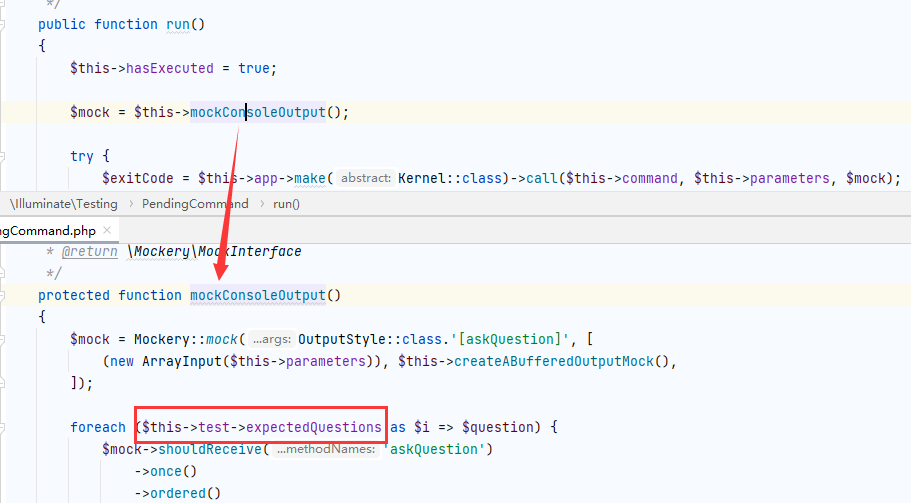 */
public function run()
{
$this->hasExecuted = true;
$mock = $this->mockConsoleOutput();
try {
$exitCode = $this->app->make( abstract: Kernel::class)->call($this->command, $this->parameters, $mock);
\Illuminate\Testing › PendingCommand › run()
ngCommand.php ×
* @return \Mockery\MockInterface
*/
protected function mockConsoleOutput()
{
$mock = Mockery::mock( ...args: OutputStyle::class.'[askQuestion]', [
(new ArrayInput($this->parameters)), $this->createABufferedOutputMock(),
]);
foreach ($this->test->expectedQuestions as $i => $question) {
$mock->shouldReceive( ...methodNames: 'askQuestion')
->once()
->ordered()